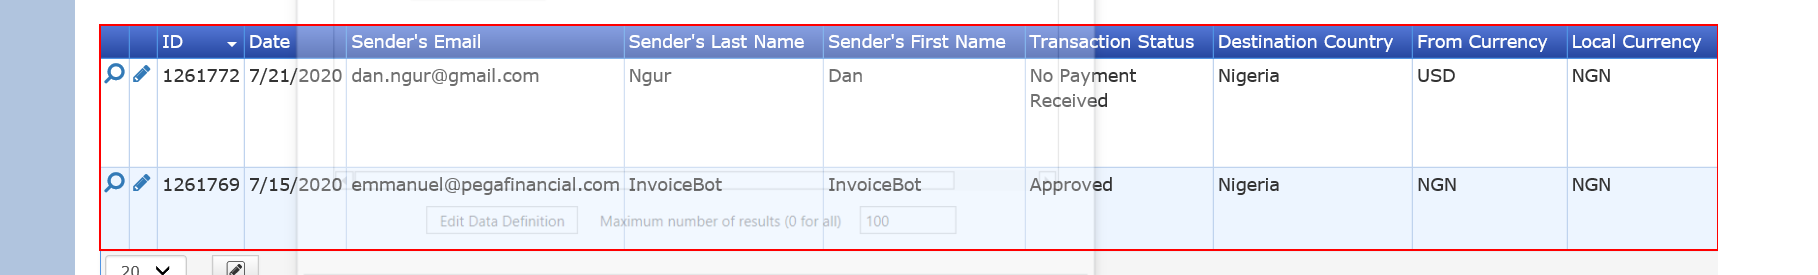 ID Date Sender's Email Sender's Last Name Sender's First Name Transaction Status Destination Country From Currency Local Currency
1261772 7/21/2020 dan.ngur@gmail.com Ngur Dan No Payment Nigeria USD NGN
Received
1261769 7/15/2020 emmanuel@pegafinancial.com InvoiceBot InvoiceBot Approved Nigeria NGN NGN
Edit Data Definition Maximum number of results (0 for all) 100
20